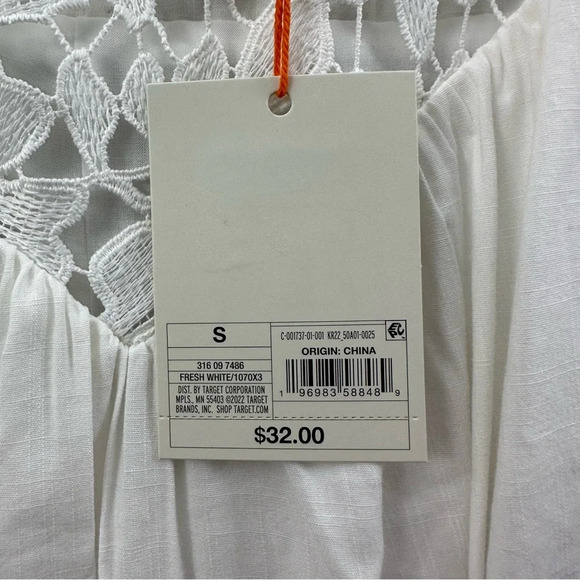 S
C-001737-01-001 KR22_50A01-0025
316 09 7486
ORIGIN: CHINA
FRESH WHITE/1070X3
DIST. BY TARGET CORPORATION
MPLS., MN 55403 ©2022 TARGET
BRANDS, INC. SHOP TARGET.COM
1 96983 58848 9
$32.00